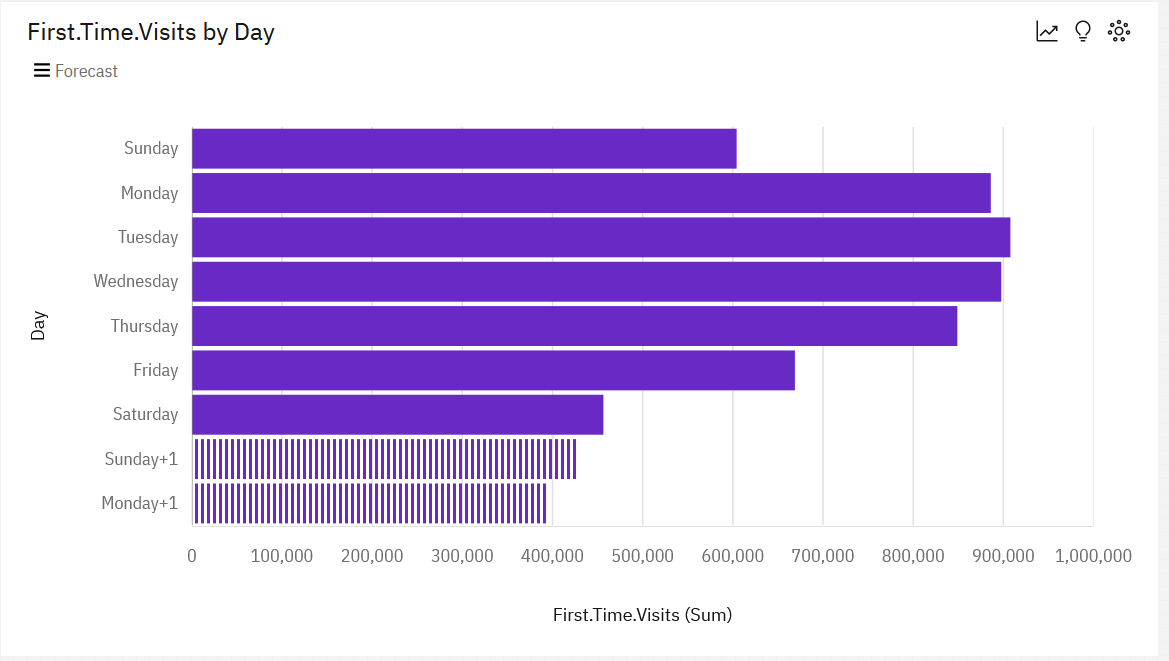 First.Time.Visits by Day
Forecast
Sunday
Monday
Tuesday
Wednesday
Thursday
Friday
Saturday
Sunday+1
Monday+1
Day
0 100,000 200,000 300,000 400,000 500,000 600,000 700,000 800,000 900,000 1,000,000
First.Time.Visits (Sum)